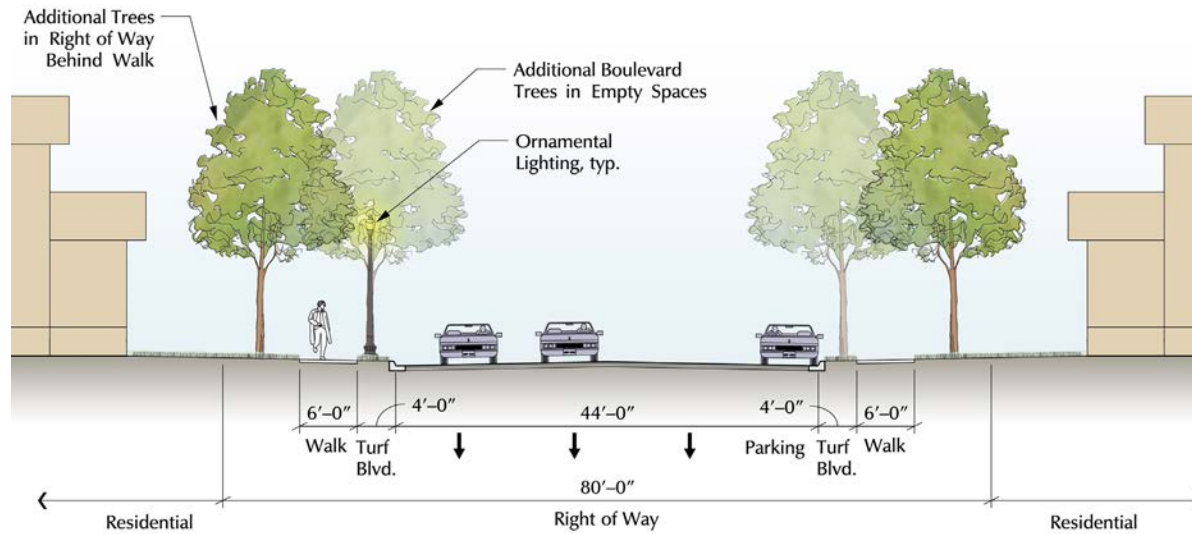 Additional Trees
in Right of Way
Behind Walk
Additional Boulevard
Trees in Empty Spaces
Ornamental
Lighting, typ.
6’–0” 4’–0” 44’–0” 4’–0” 6’–0”
Walk Turf Blvd. Parking Turf Blvd. Walk
80’–0”
Residential Right of Way Residential